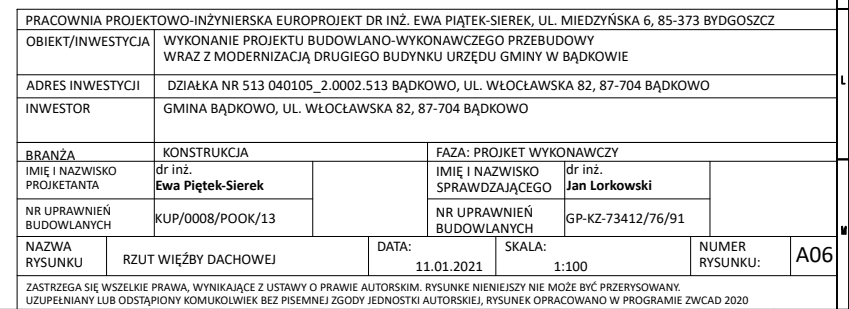 PRACOWNIA PROJEKTOWO-INŻYNIERSKA EUROPROJEKT DR INŻ. EWA PIĄTEK-SIEREK, UL. MIEDZYŃSKA 6, 85-373 BYDGOSZCZ
OBIEKT/INWESTYCJA WYKONANIE PROJEKTU BUDOWLANO-WYKONAWCZEGO PRZEBUDOWY
WRAZ Z MODERNIZACJĄ DRUGIEGO BUDYNKU URZĘDU GMINY W BĄDKOWIE
ADRES INWESTYCJI DZIAŁKA NR 513 040105_2.0002.513 BĄDKOWO, UL. WŁOCŁAWSKA 82, 87-704 BĄDKOWO
INWESTOR GMINA BĄDKOWO, UL. WŁOCŁAWSKA 82, 87-704 BĄDKOWO
BRANŻA KONSTRUKCJA FAZA: PROJKET WYKONAWCZY
IMIĘ I NAZWISKO dr inż. IMIĘ I NAZWISKO dr inż.
PROJKETANTA Ewa Piętek-Sierek SPRAWDZAJĄCEGO Jan Lorkowski
NR UPRAWNIEŃ KUP/0008/POOK/13 NR UPRAWNIEŃ GP-KZ-73412/76/91
BUDOWLANYCH BUDOWLANYCH
NAZWA DATA: SKALA: NUMER
RYSUNKU RZUT WIĘŹBY DACHOWEJ 11.01.2021 1:100 RYSUNKU: A06
ZASTRZEGA SIĘ WSZELKIE PRAWA, WYNIKAJĄCE Z USTAWY O PRAWIE AUTORSKIM. RYSUNKE NIENIEJSZY NIE MOŻE BYĆ PRZERYSOWANY.
UZUPEŁNIANY LUB ODSTĄPIONY KOMUKOLWIEK BEZ PISEMNEJ ZGODY JEDNOSTKI AUTORSKIEJ, RYSUNEK OPRACOWANO W PROGRAMIE ZWCAD 2020